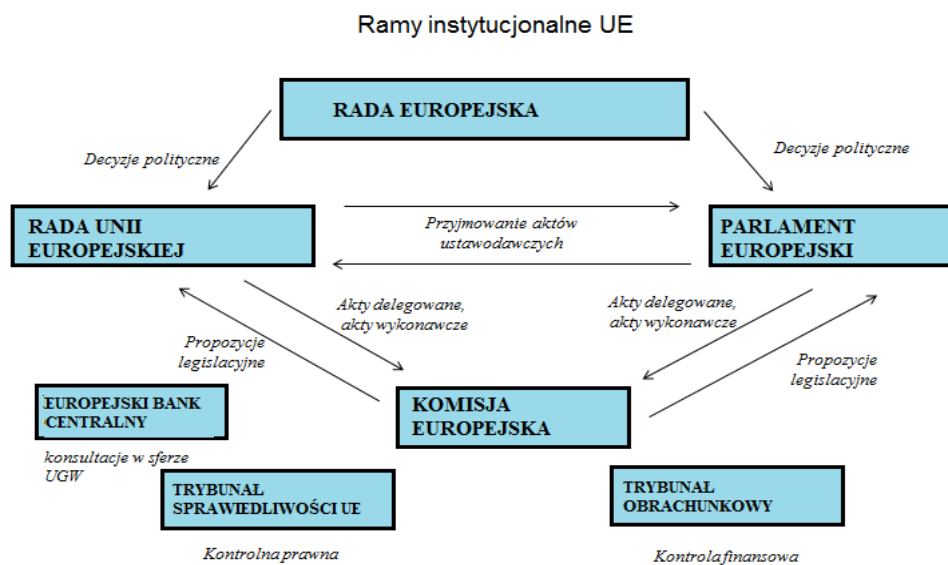 Ramy instytucjonalne UE
RADA EUROPEJSKA
Decyzje polityczne
Decyzje polityczne
RADA UNII
EUROPEJSKIEJ
Przyjmowanie aktów
ustawodawczych
PARLAMENT
EUROPEJSKI
Akty delegowane,
akty wykonawcze
Akty delegowane,
akty wykonawcze
Propozycje
legislacyjne
Propozycje
legislacyjne
EUROPEJSKI BANK
CENTRALNY
KOMISJA
EUROPEJSKA
konsultacje w sferze
UGW
TRYBUNAŁ
SPRAWIEDLIWOŚCI UE
TRYBUNAŁ
OBRACHUNKOWY
Kontrolna prawna
Kontrola finansowa